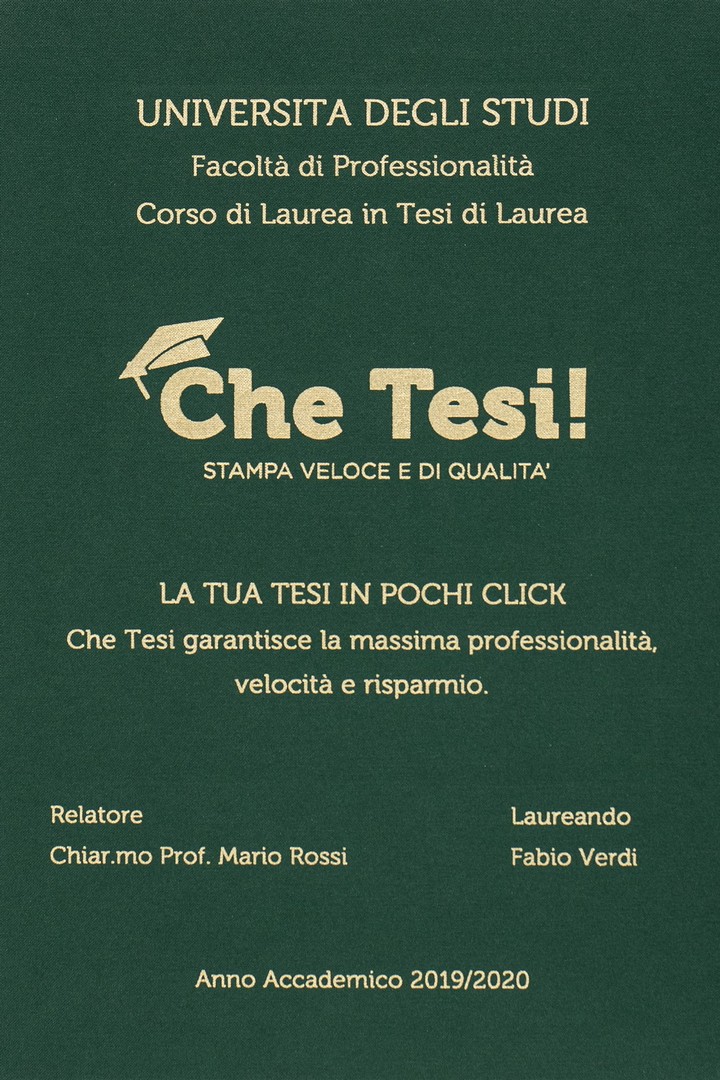 UNIVERSITA DEGLI STUDI
Facoltà di Professionalità
Corso di Laurea in Tesi di Laurea
Che Tesi!
STAMPA VELOCE E DI QUALITA'
LA TUA TESI IN POCHI CLICK
Che Tesi garantisce la massima professionalità,
velocità e risparmio.
Relatore
Laureando
Chiar.mo Prof. Mario Rossi
Fabio Verdi
Anno Accademico 2019/2020